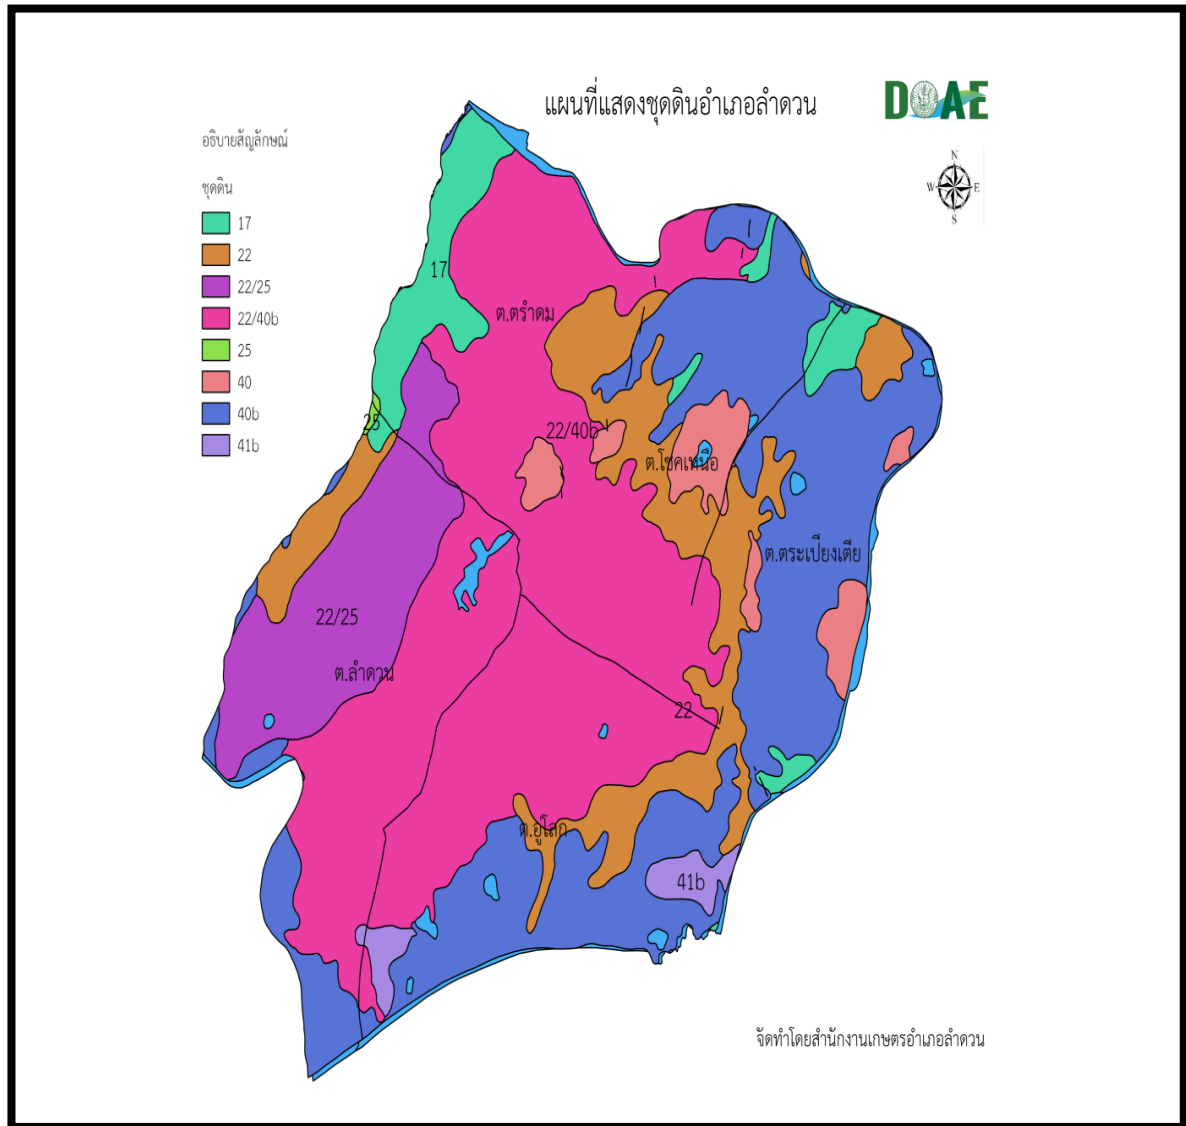 แผนที่แสดงชุดดินอำเภอลำดวน
DOAE
อธิบายสัญลักษณ์
ชุดดิน
17
22
22/25
22/40b
25
40
40b
41b
N
W E
S
17
ต.ตรำดม
25
22/40b
ต.โชคเหนือ
ต.ตระเปียงเตีย
22/25
ต.ลำดวน
22
ต.อู่โลก
41b
จัดทำโดยสำนักงานเกษตรอำเภอลำดวน